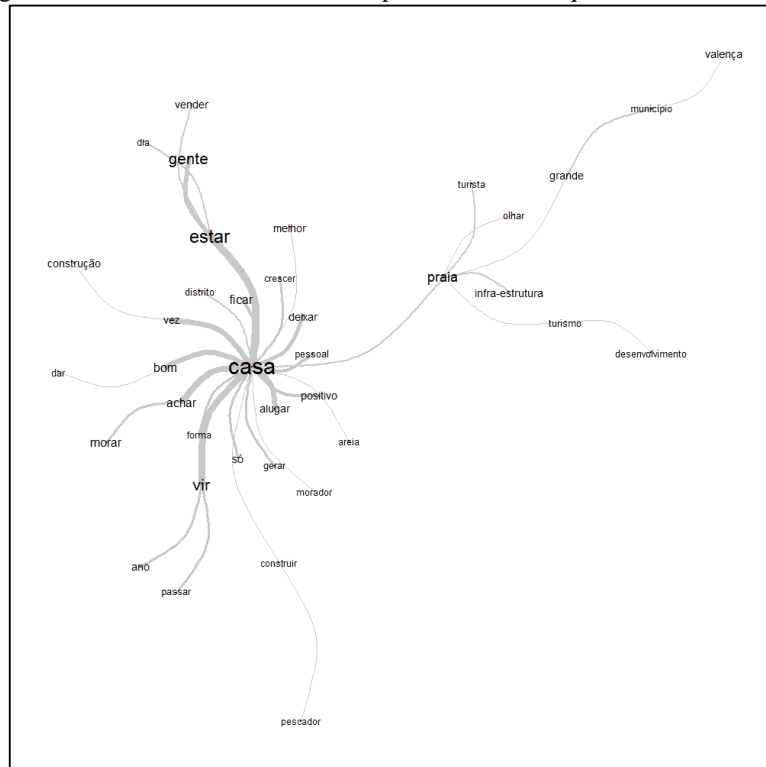 valença
município
vender
dia
gente
grande
turista
olhar
melhor
estar
construção
crescer
praia
distrito
ficar
infra-estrutura
vez
deixar
turismo
pessoal
desenvolvimento
casa
bom
dar
positivo
achar
alugar
forma
morar
areia
só
gerar
vir
morador
ano
construir
passar
pescador